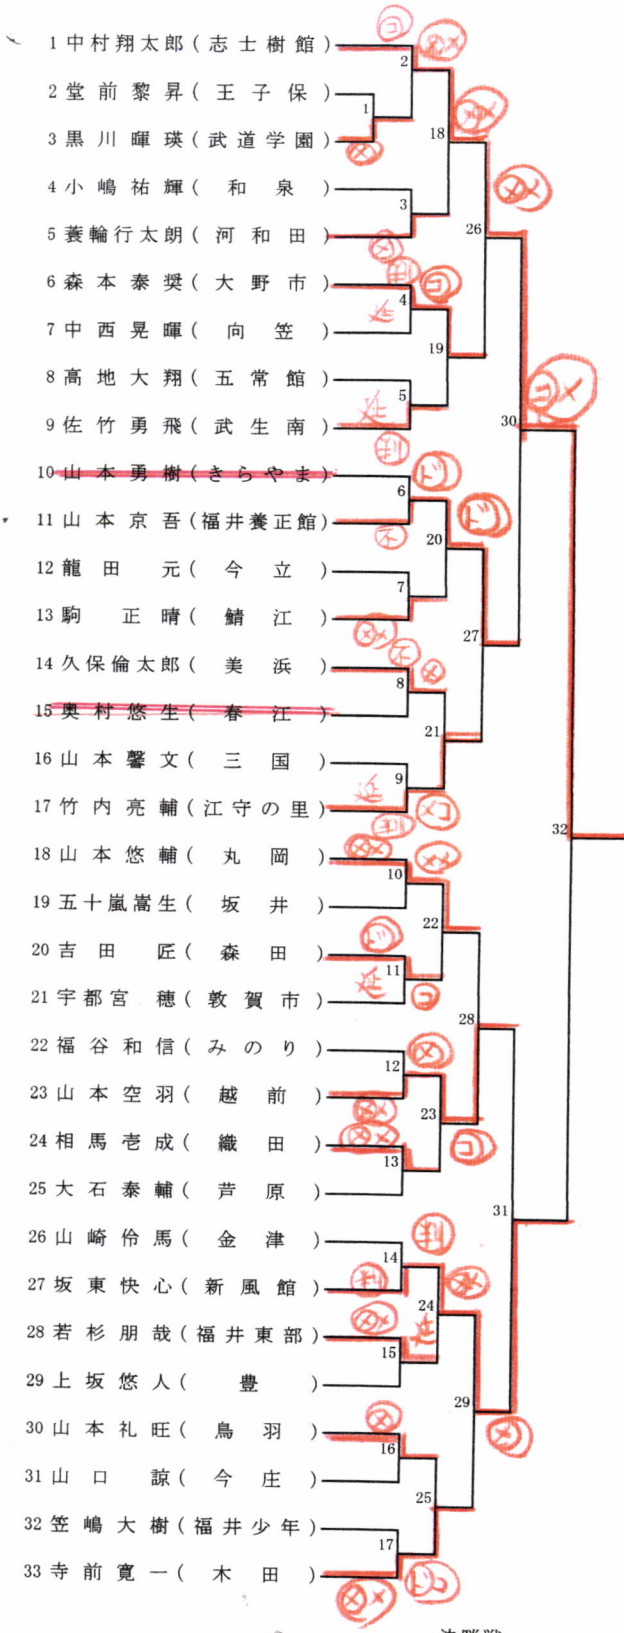 1 中村翔太郎(志士樹館)
2 堂前黎昇(王子保)
3 黒川暉瑛(武道学園)
4 小嶋祐輝(和泉)
5 蓑輪行太朗(河和田)
6 森本泰奨(大野市)
7 中西晃暉(向笠)
8 高地大翔(五常館)
9 佐竹勇飛(武生南)
10 山本勇樹(きらやま)
11 山本京吾(福井養正館)
12 龍田元(今立)
13 駒正晴(鯖江)
14 久保倫太郎(美浜)
15 奥村悠生(春江)
16 山本馨文(三国)
17 竹内亮輔(江守の里)
18 山本悠輔(丸岡)
19 五十嵐嵩生(坂井)
20 吉田匠(森田)
21 宇都宮穂(敦賀市)
22 福谷和信(みのり)
23 山本空羽(越前)
24 相馬壱成(織田)
25 大石泰輔(芦原)
26 山崎伶馬(金津)
27 坂東快心(新風館)
28 若杉朋哉(福井東部)
29 上坂悠人(豊)
30 山本礼旺(鳥羽)
31 山口諒(今庄)
32 笠嶋大樹(福井少年)
33 寺前寛一(木田)
1
2
3
4
5
6
7
8
9
10
11
12
13
14
15
16
17
18
19
20
21
22
23
24
25
26
27
28
29
30
31
32